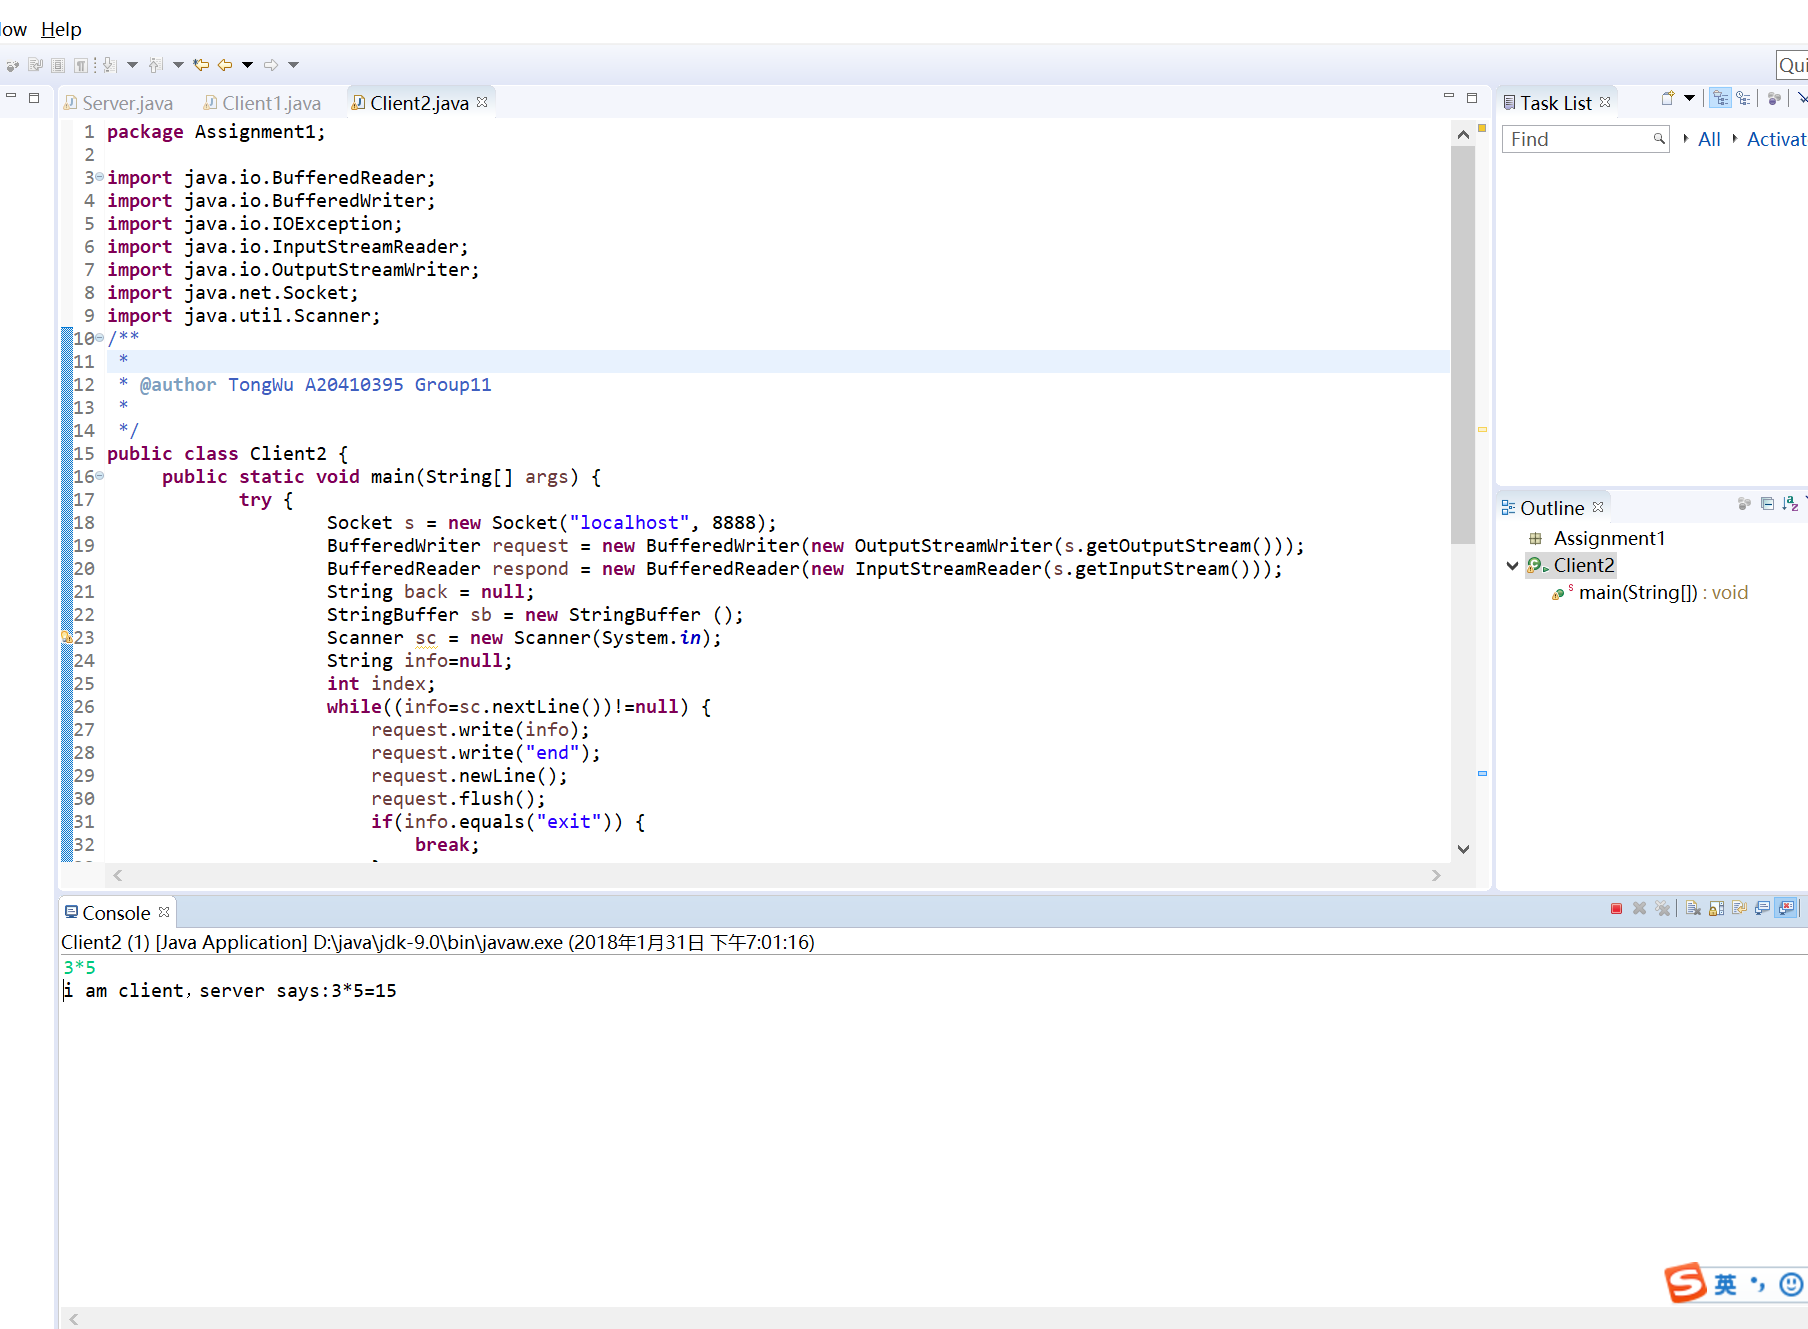 Help
Qui
Server.java Client1.java Client2.java
Task List
Find All Activat
1 package Assignment1;
2
3 import java.io.BufferedReader;
4 import java.io.BufferedWriter;
5 import java.io.IOException;
6 import java.io.InputStreamReader;
7 import java.io.OutputStreamWriter;
8 import java.net.Socket;
9 import java.util.Scanner;
10 /**
11 *
12 * @author TongWu A20410395 Group11
13 *
14 */
15 public class Client2 {
16 public static void main(String[] args) {
17 try {
18 Socket s = new Socket("localhost", 8888);
19 BufferedWriter request = new BufferedWriter(new OutputStreamWriter(s.getOutputStream()));
20 BufferedReader respond = new BufferedReader(new InputStreamReader(s.getInputStream()));
21 String back = null;
22 StringBuffer sb = new StringBuffer ();
23 Scanner sc = new Scanner(System.in);
24 String info=null;
25 int index;
26 while((info=sc.nextLine())!=null) {
27 request.write(info);
28 request.write("end");
29 request.newLine();
30 request.flush();
31 if(info.equals("exit")) {
32 break;
Outline
Assignment1
Client2
main(String[]) : void
Console
Client2 (1) [Java Application] D:\java\jdk-9.0\bin\javaw.exe (2018年1月31日 下午7:01:16)
3*5
i am client，server says:3*5=15
英